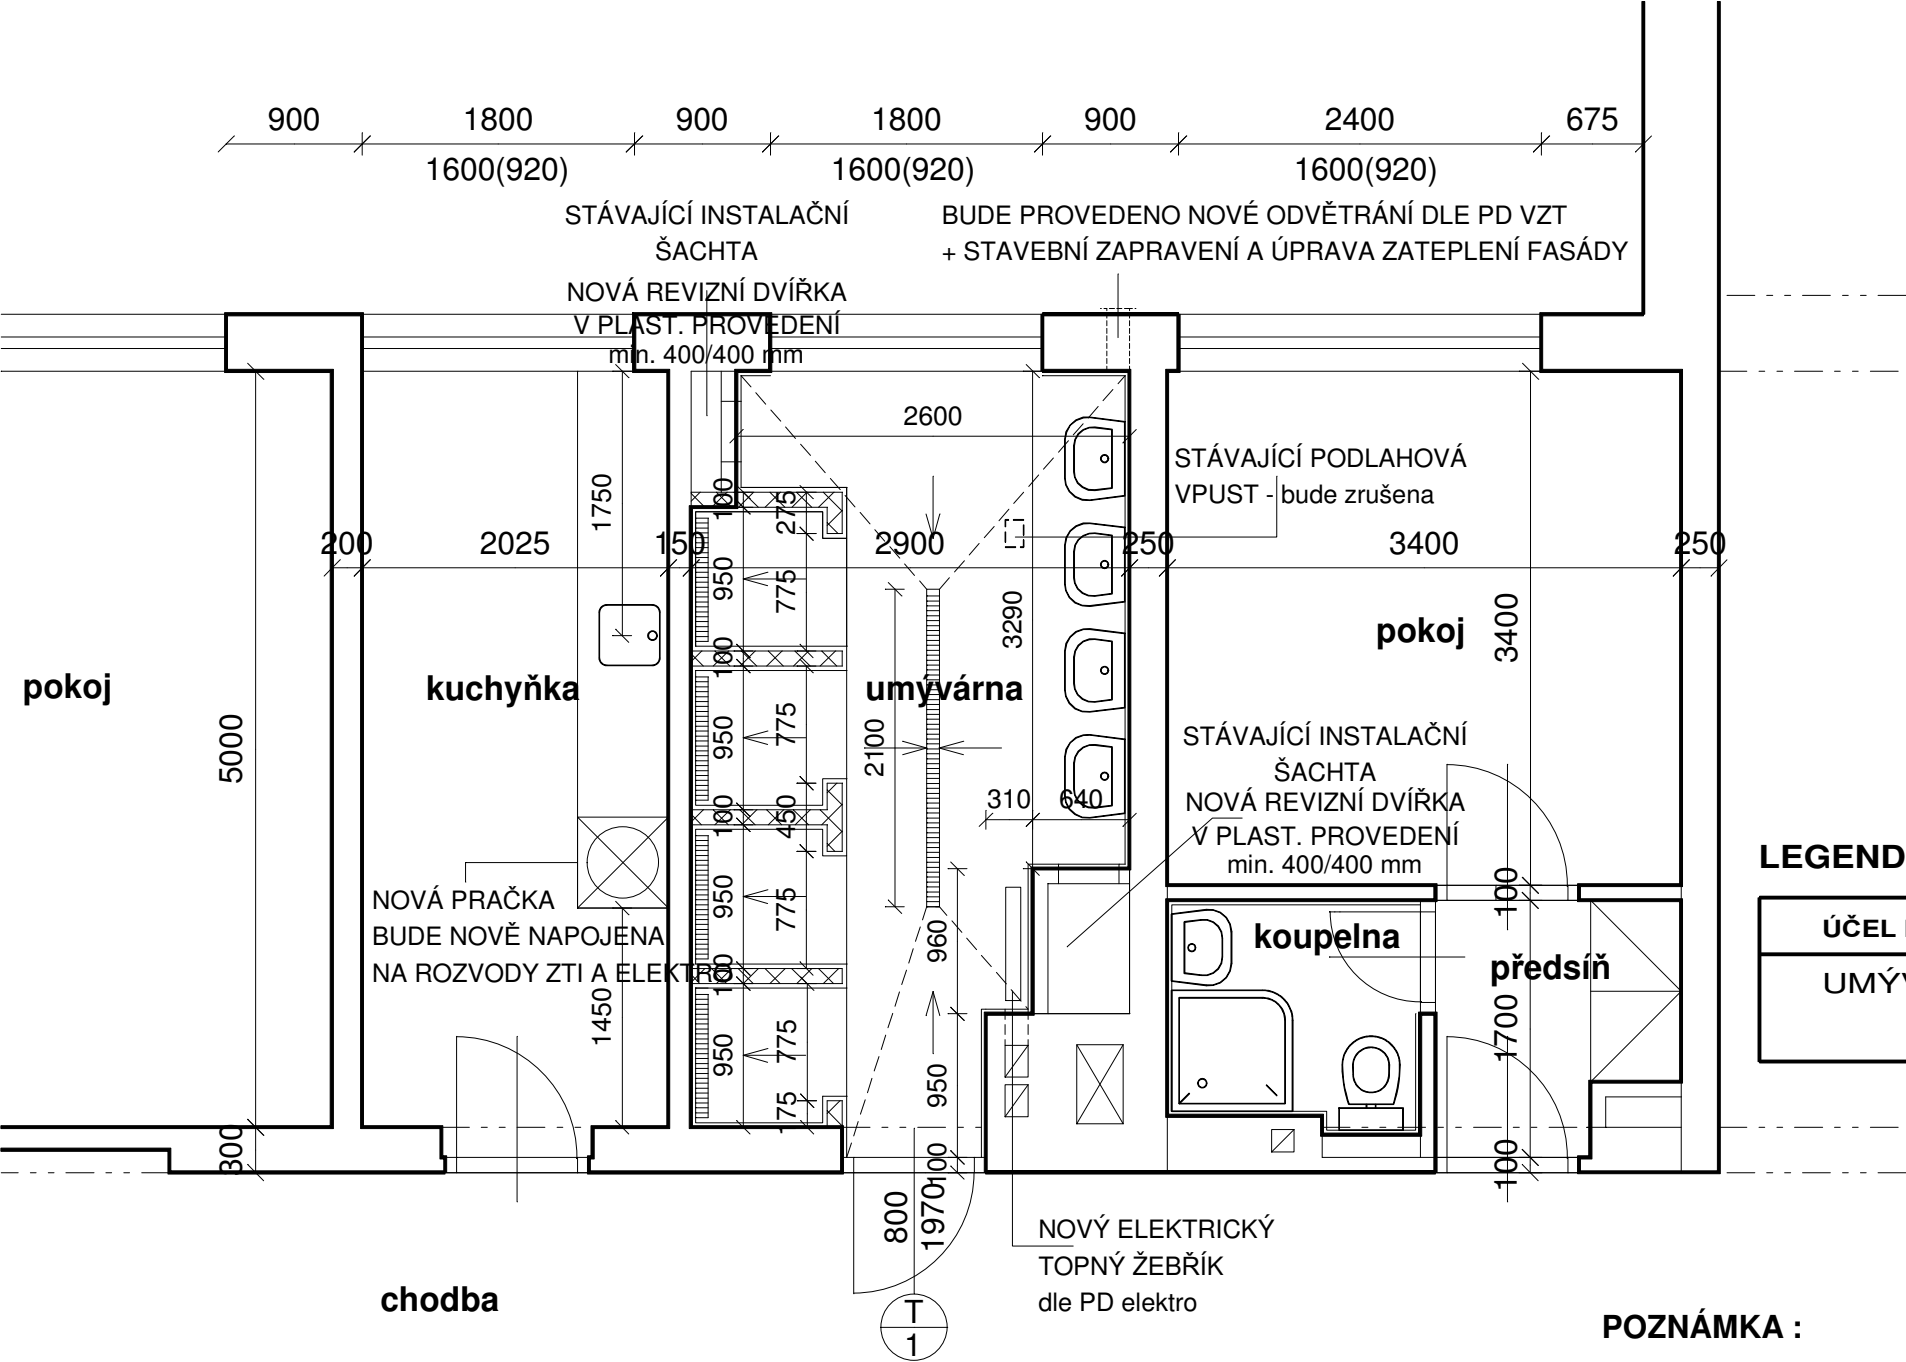 900 1800 900 1800 900 2400 675
1600(920) 1600(920) 1600(920)
STÁVAJÍCÍ INSTALAČNÍ
ŠACHTA
NOVÁ REVIZNÍ DVÍŘKA
V PLAST. PROVEDENÍ
min. 400/400 mm
BUDE PROVEDENO NOVÉ ODVĚTRÁNÍ DLE PD VZT
+ STAVEBNÍ ZAPRAVENÍ A ÚPRAVA ZATEPLENÍ FASÁDY
2600
STÁVAJÍCÍ PODLAHOVÁ
VPUST - bude zrušena
1750
100
275
200 2025 150 2900 250 3400 250
950
775
3290
3400
100
pokoj
kuchyňka
umývárna
pokoj
5000
950
775
2100
STÁVAJÍCÍ INSTALAČNÍ
ŠACHTA
NOVÁ REVIZNÍ DVÍŘKA
V PLAST. PROVEDENÍ
min. 400/400 mm
310 640
100
450
LEGEND
ÚČEL
UMÝV
NOVÁ PRAČKA
BUDE NOVĚ NAPOJENA
NA ROZVODY ZTI A ELEKTRO
950
775
960
100
koupelna
předsíň
100
1450
950
775
950
1700
175
300
100
100
800
1970
NOVÝ ELEKTRICKÝ
TOPNÝ ŽEBŘÍK
dle PD elektro
chodba
T
1
POZNÁMKA :